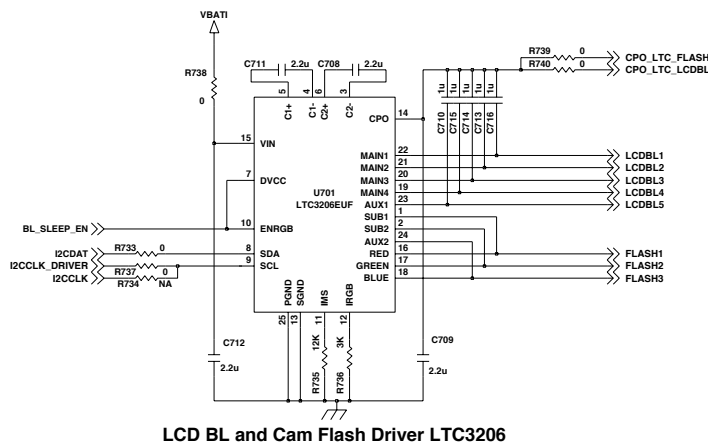 VBATI
C711
2.2u
C708
2.2u
R739
0
CPO_LTC_FLASH
R740
0
CPO_LTC_LCDBL
R738
0
5
4
6
3
C1+
C1-
C2+
C2-
1u
1u
1u
1u
1u
C710
C715
C714
C713
C716
CPO
14
15
VIN
MAIN1
22
LCDBL1
MAIN2
21
LCDBL2
7
DVCC
MAIN3
20
LCDBL3
U701
LTC3206EUF
MAIN4
19
LCDBL4
AUX1
23
LCDBL5
SUB1
1
BL_SLEEP_EN
10
ENRGB
SUB2
2
AUX2
24
I2CDAT
R733
0
8
SDA
RED
16
FLASH1
I2CCLK_DRIVER
9
SCL
GREEN
17
FLASH2
R737
0
I2CCLK
R734
NA
BLUE
18
FLASH3
PGND
SGND
IMS
IRGB
25
13
11
12
C712
2.2u
12K
R735
3K
R736
C709
2.2u
LCD BL and Cam Flash Driver LTC3206